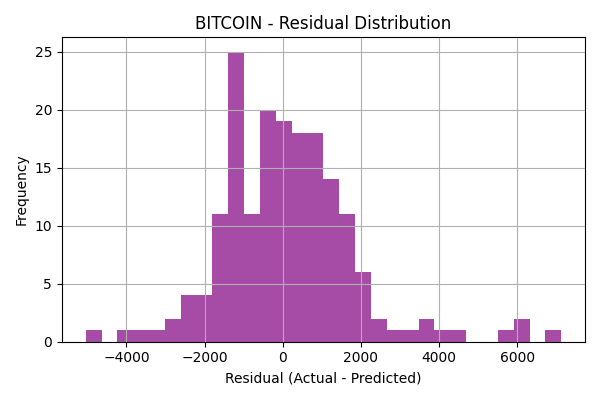 BITCOIN - Residual Distribution
Frequency
25
20
15
10
5
0
−4000 −2000 0 2000 4000 6000
Residual (Actual - Predicted)